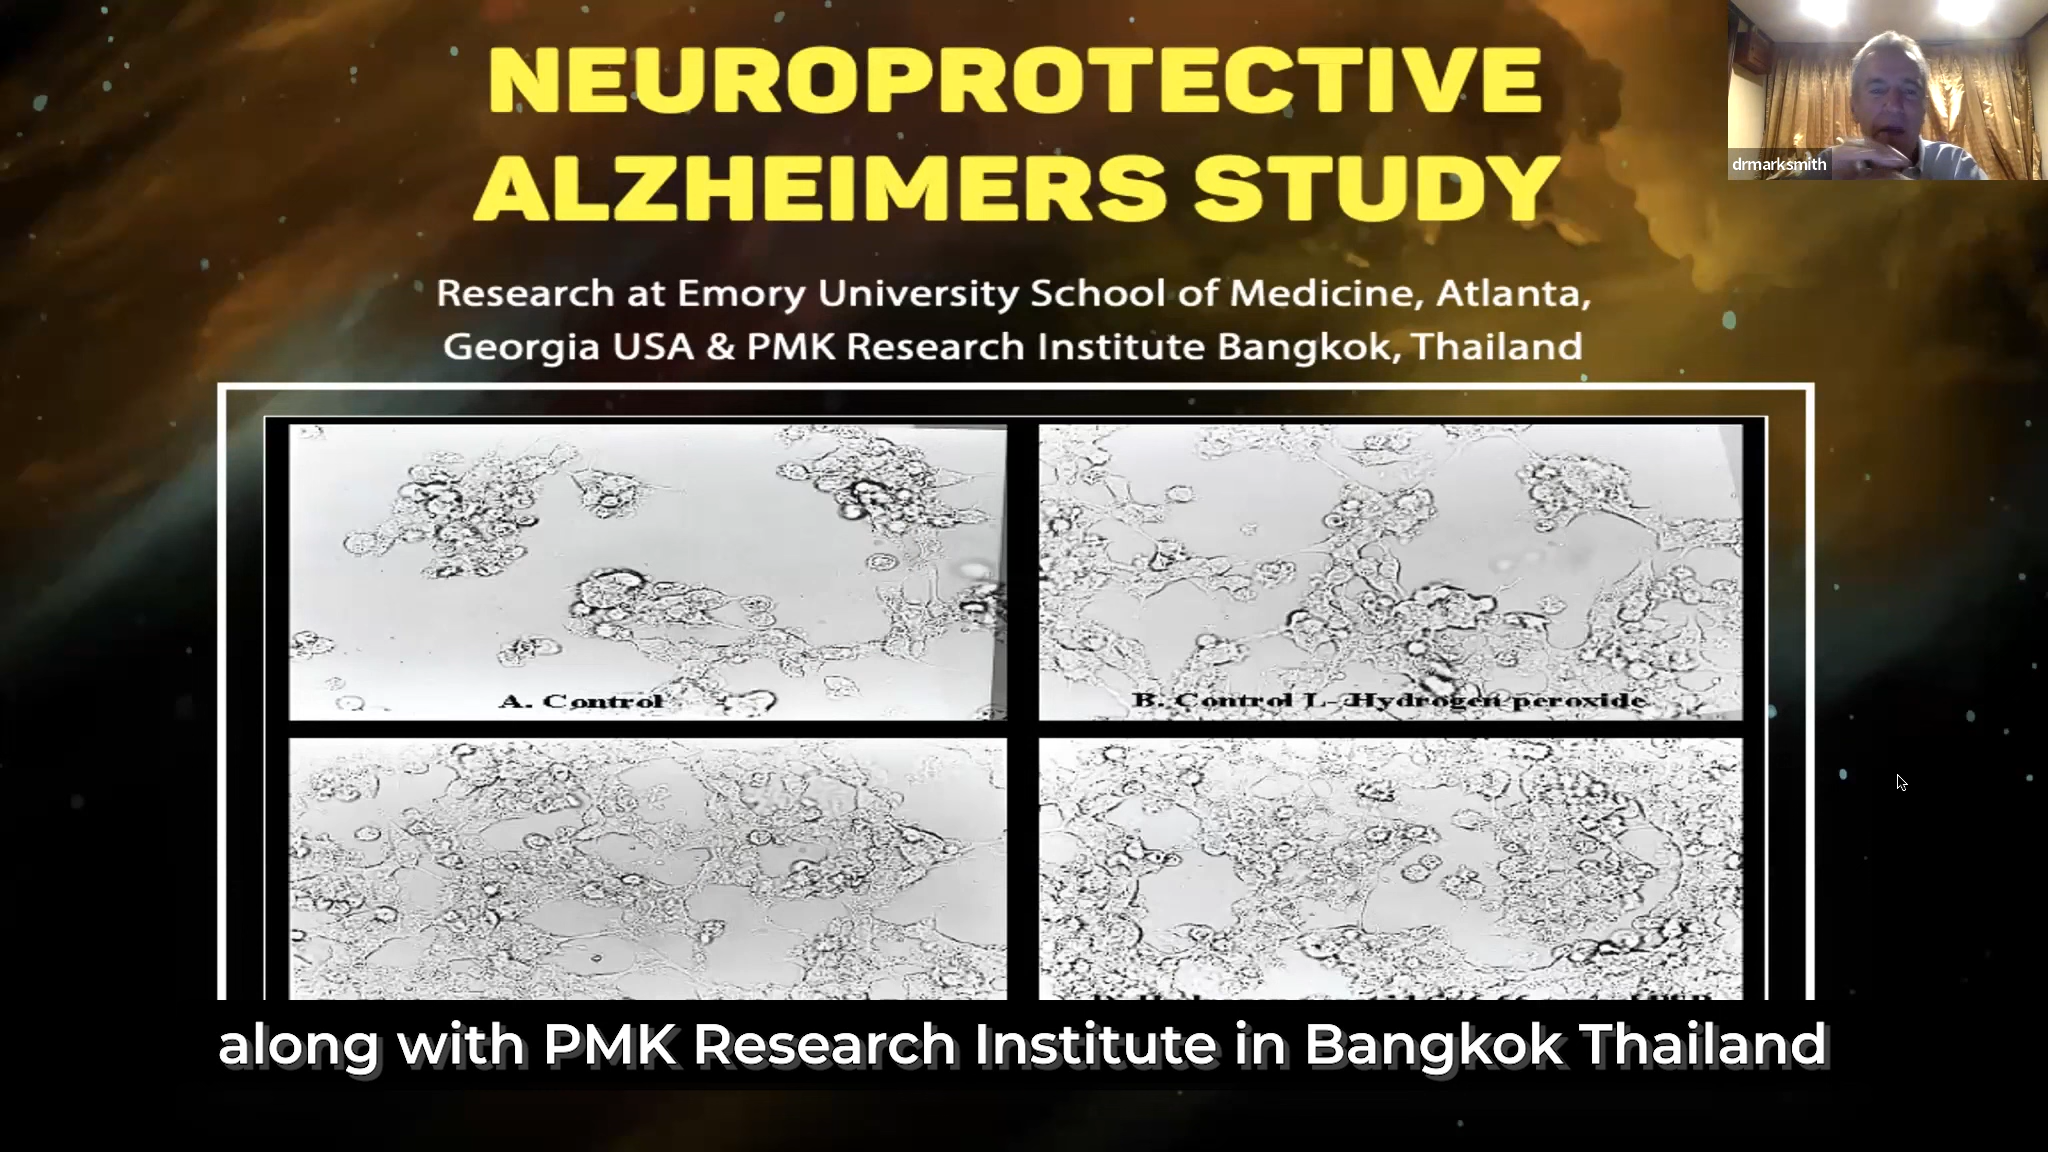 NEUROPROTECTIVE
ALZHEIMERS STUDY
drmarksmith
Research at Emory University School of Medicine, Atlanta,
Georgia USA & PMK Research Institute Bangkok, Thailand
A. Control
B. Control L- Hydrogen peroxide
along with PMK Research Institute in Bangkok Thailand